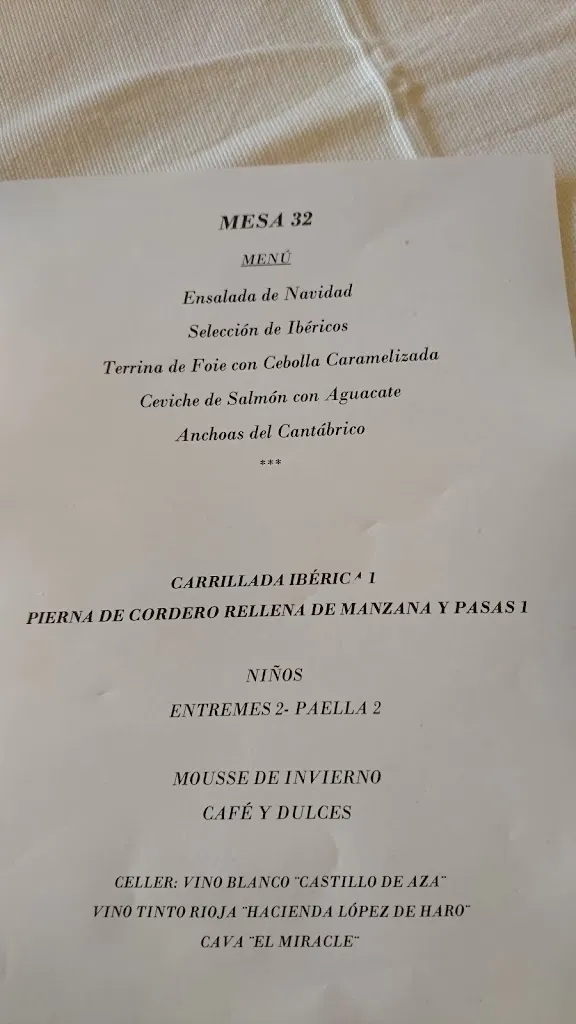 MESA 32
MENÚ
Ensalada de Navidad
Selección de Ibéricos
Terrina de Foie con Cebolla Caramelizada
Ceviche de Salmón con Aguacate
Anchoas del Cantábrico
***
CARRILLADA IBÉRICA 1
PIERNA DE CORDERO RELLENA DE MANZANA Y PASAS 1
NIÑOS
ENTREMES 2- PAELLA 2
MOUSSE DE INVIERNO
CAFÉ Y DULCES
CELLER: VINO BLANCO ¨CASTILLO DE AZA¨
VINO TINTO RIOJA ¨HACIENDA LÓPEZ DE HARO¨
CAVA ¨EL MIRACLE¨